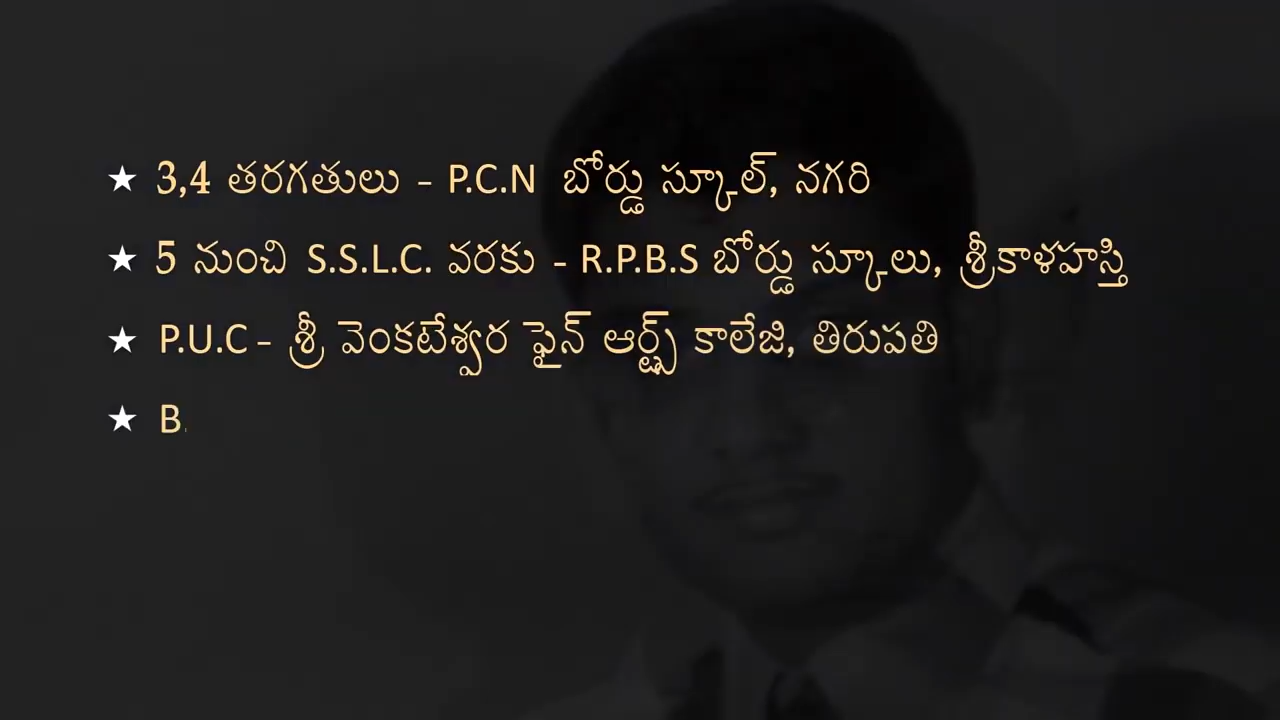 ★ 3,4 తరగతులు - P.C.N బోర్డు స్కూల్, నగరి
★ 5 నుంచి S.S.L.C. వరకు - R.P.B.S బోర్డు స్కూలు, శ్రీకాళహస్తి
★ P.U.C - శ్రీ వెంకటేశ్వర ఫైన్ ఆర్ట్స్ కాలేజి, తిరుపతి
★ B.